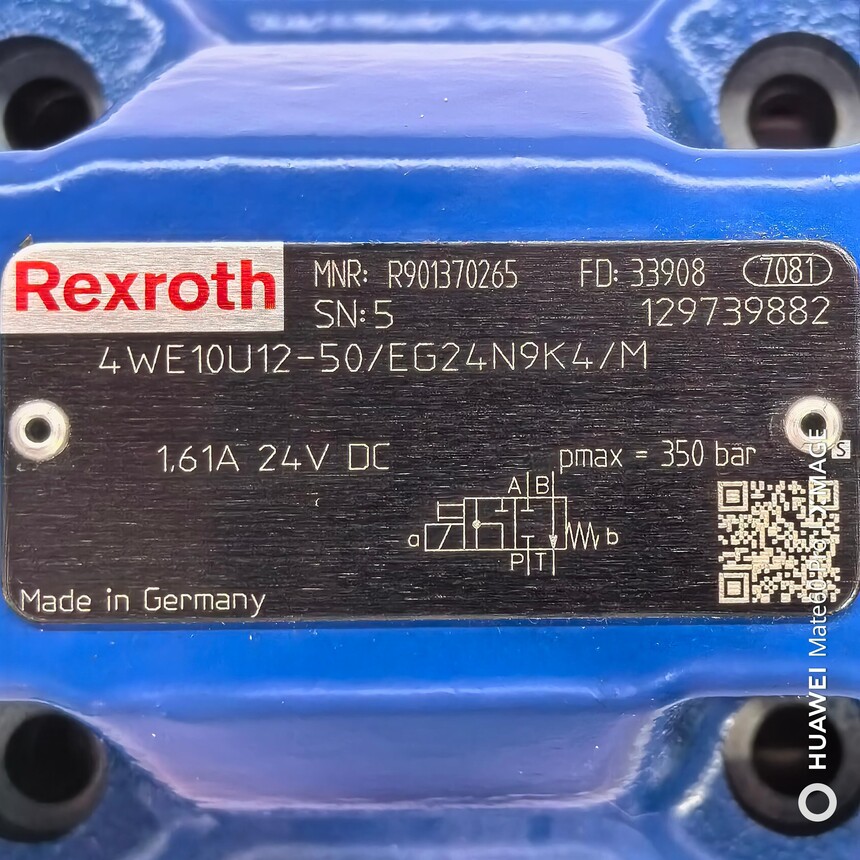 Rexroth
MNR: R901370265 FD: 33908 7081
SN: 5 129739882
4WE10U12-50/EG24N9K4/M
1,61A 24V DC pmax = 350 bar
S
A B
a b
P T
Made in Germany
HUAWEI Mate60 Pro | XMAGE